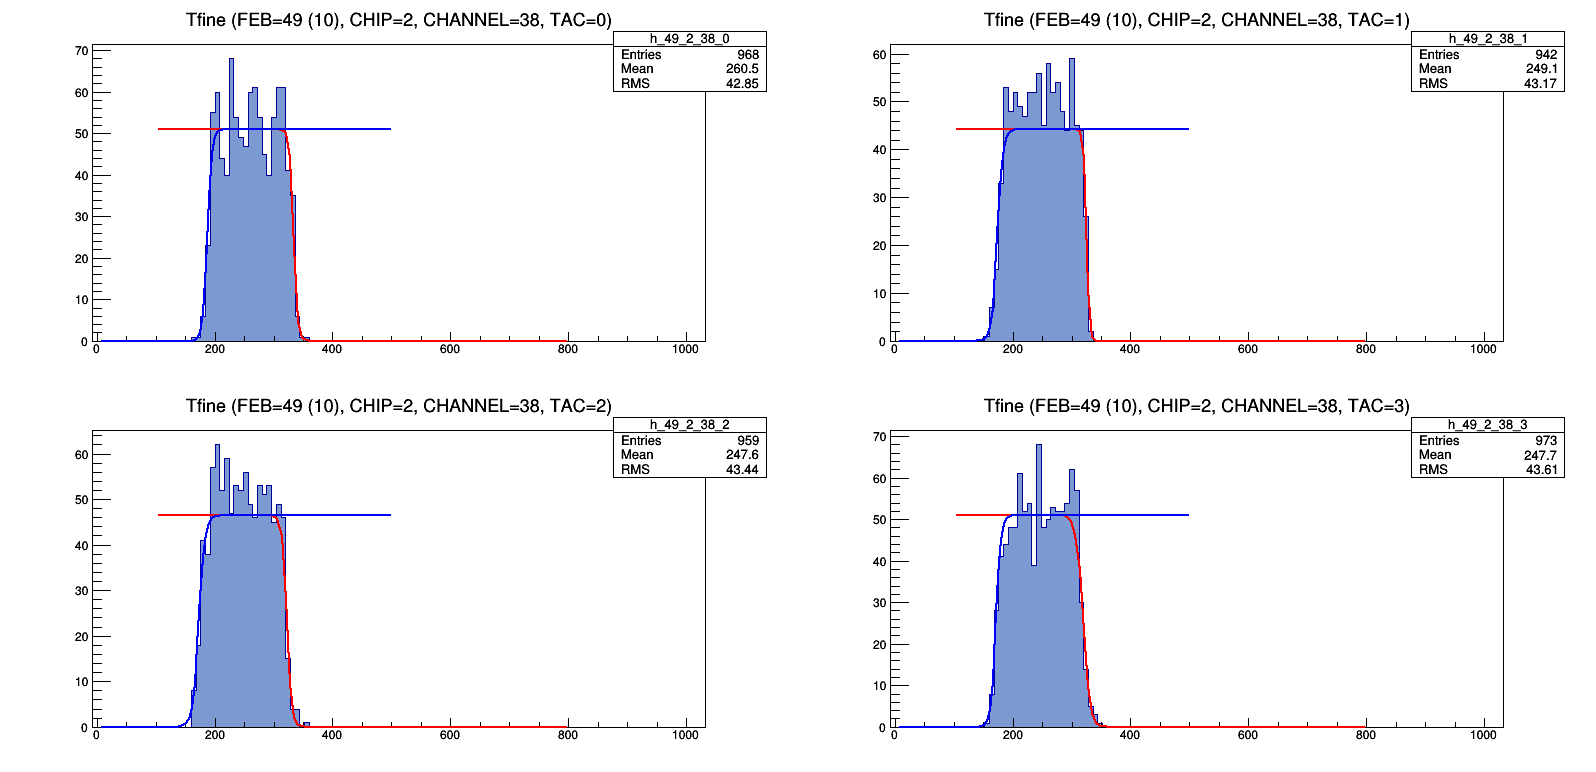 Tfine (FEB=49 (10), CHIP=2, CHANNEL=38, TAC=0)
h_49_2_38_0
Entries 968
Mean 260.5
RMS 42.85
70
60
50
40
30
20
10
0
0 200 400 600 800 1000
Tfine (FEB=49 (10), CHIP=2, CHANNEL=38, TAC=1)
h_49_2_38_1
Entries 942
Mean 249.1
RMS 43.17
60
50
40
30
20
10
0
0 200 400 600 800 1000
Tfine (FEB=49 (10), CHIP=2, CHANNEL=38, TAC=2)
h_49_2_38_2
Entries 959
Mean 247.6
RMS 43.44
60
50
40
30
20
10
0
0 200 400 600 800 1000
Tfine (FEB=49 (10), CHIP=2, CHANNEL=38, TAC=3)
h_49_2_38_3
Entries 973
Mean 247.7
RMS 43.61
70
60
50
40
30
20
10
0
0 200 400 600 800 1000